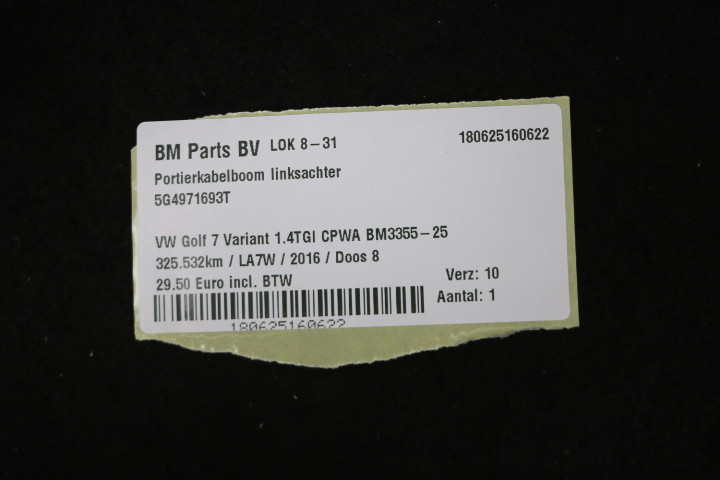 BM Parts BV LOK 8-31 180625160622
Portierkabelboom linksachter
5G4971693T
VW Golf 7 Variant 1.4TGI CPWA BM3355-25
325.532km / LA7W / 2016 / Doos 8
29.50 Euro incl. BTW Verz: 10
Aantal: 1
180625160622